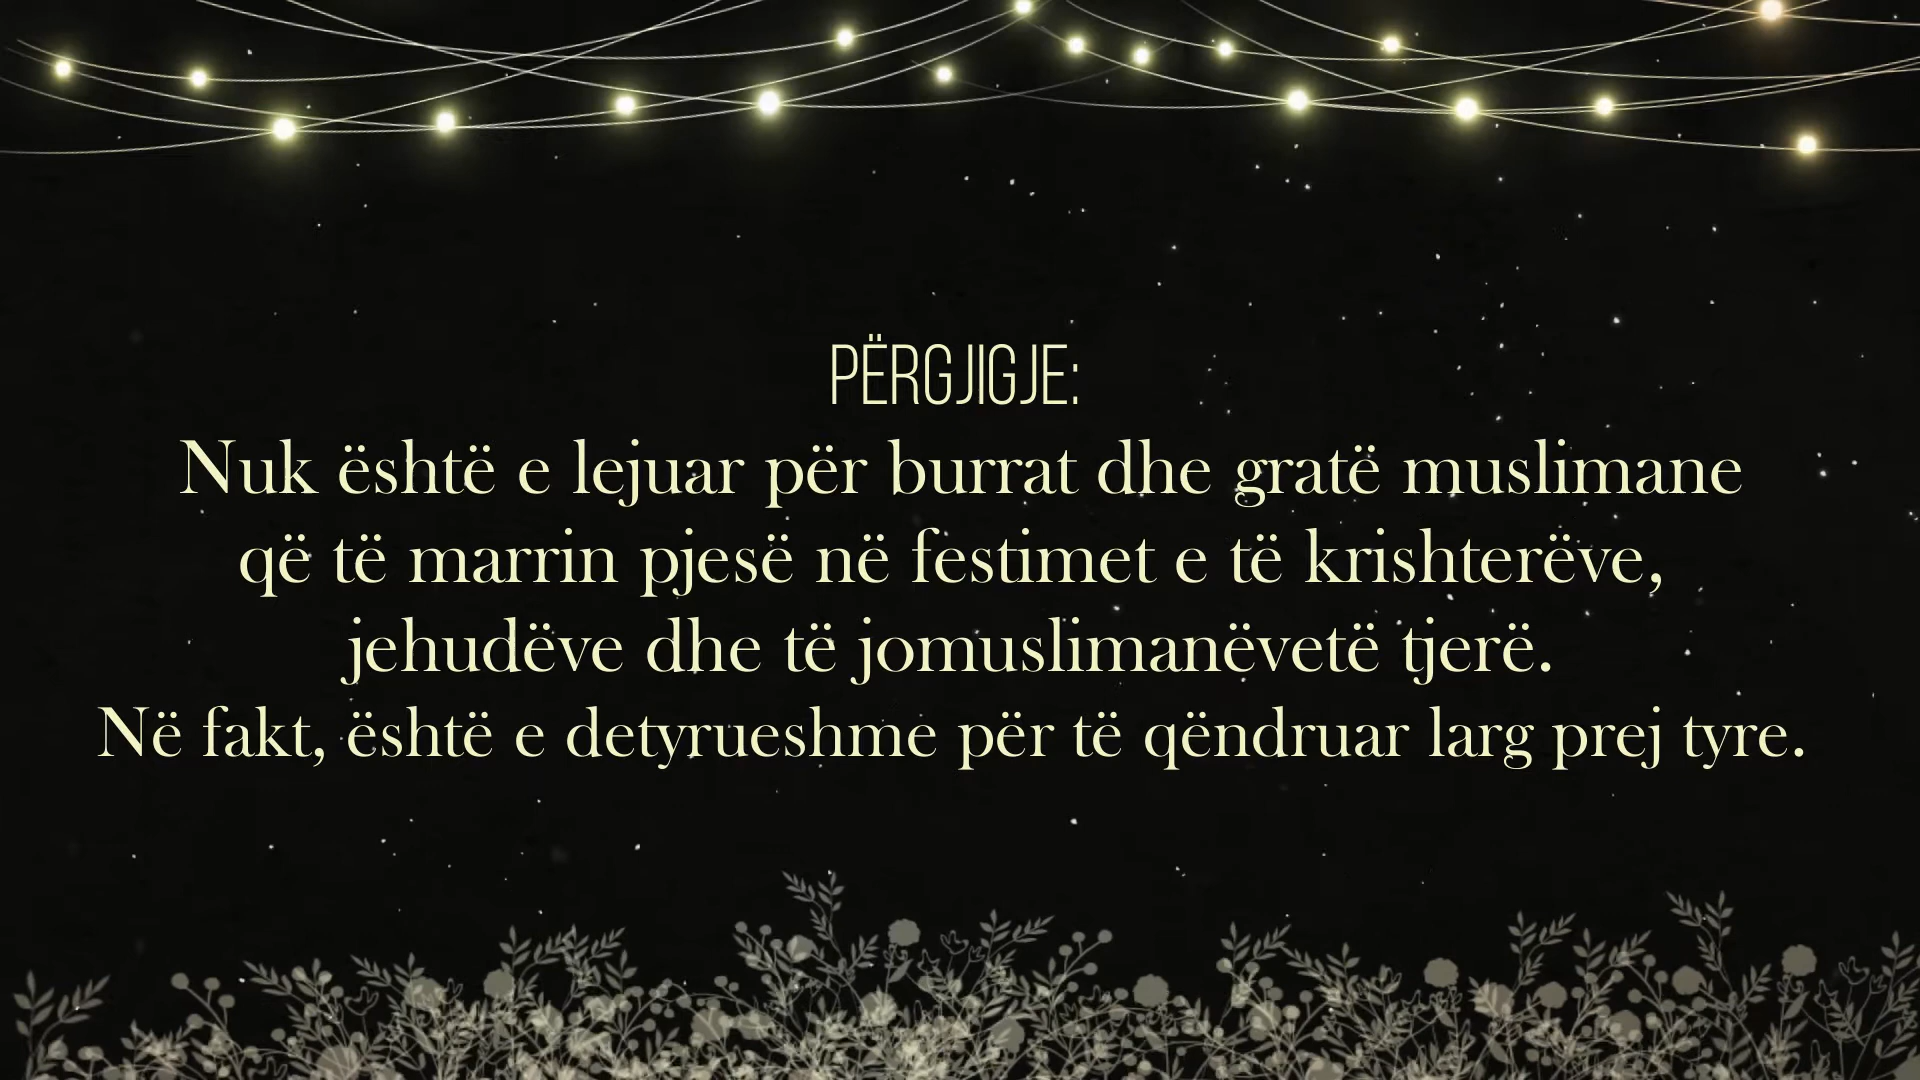 PËRGJIGJE:
Nuk është e lejuar për burrat dhe gratë muslimane
që të marrin pjesë në festimet e të krishterëve,
jehudëve dhe të jomuslimanëvetë tjerë.
Në fakt, është e detyrueshme për të qëndruar larg prej tyre.